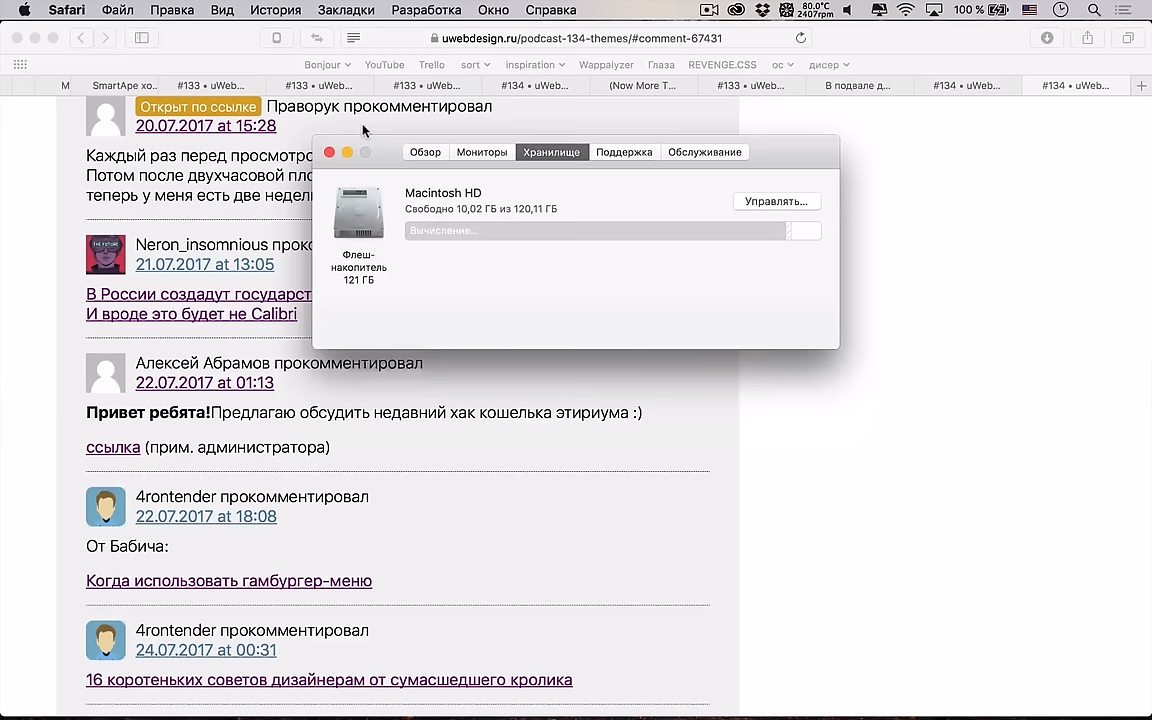 Safari Файл Правка Вид История Закладки Разработка Окно Справка 80.0°C 2407rpm 100 %
uwebdesign.ru/podcast-134-themes/#comment-67431
Bonjour YouTube Trello sort inspiration Wappalyzer Глаза REVENGE.CSS ос дисер
M SmartApe xo... #133 • uWeb... #133 • uWeb... #133 • uWeb... #134 • uWeb... (Now More T... #133 • uWeb... В подвале д... #134 • uWeb... #134 • uWeb...
Открыт по ссылке Праворук прокомментировал
20.07.2017 at 15:28
Каждый раз перед просмотро
Потом после двухчасовой пло
теперь у меня есть две недел
Обзор Мониторы Хранилище Поддержка Обслуживание
Macintosh HD
Свободно 10,02 ГБ из 120,11 ГБ
Управлять...
Вычисление...
Флеш-
накопитель
121 ГБ
THE FUTURE
Neron_insomnious проко
21.07.2017 at 13:05
В России создадут государст
И вроде это будет не Calibri
Алексей Абрамов прокомментировал
22.07.2017 at 01:13
Привет ребята!Предлагаю обсудить недавний хак кошелька этириума :)
ссылка (прим. администратора)
4rontender прокомментировал
22.07.2017 at 18:08
От Бабича:
Когда использовать гамбургер-меню
4rontender прокомментировал
24.07.2017 at 00:31
16 коротеньких советов дизайнерам от сумасшедшего кролика